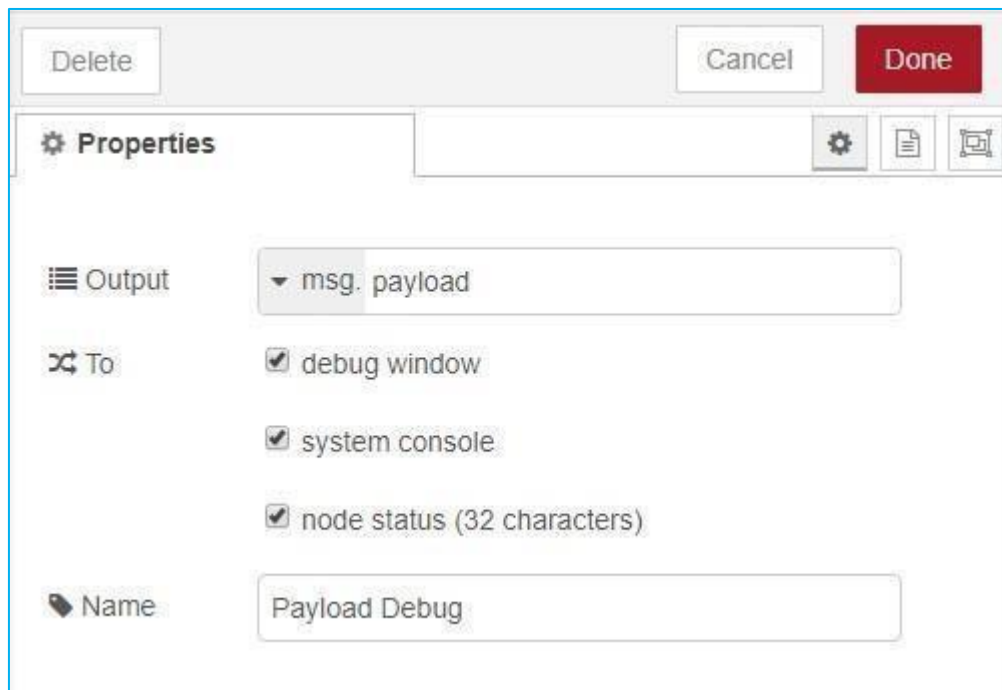 Delete
Cancel
Done
Properties
Output
msg. payload
To
debug window
system console
node status (32 characters)
Name
Payload Debug